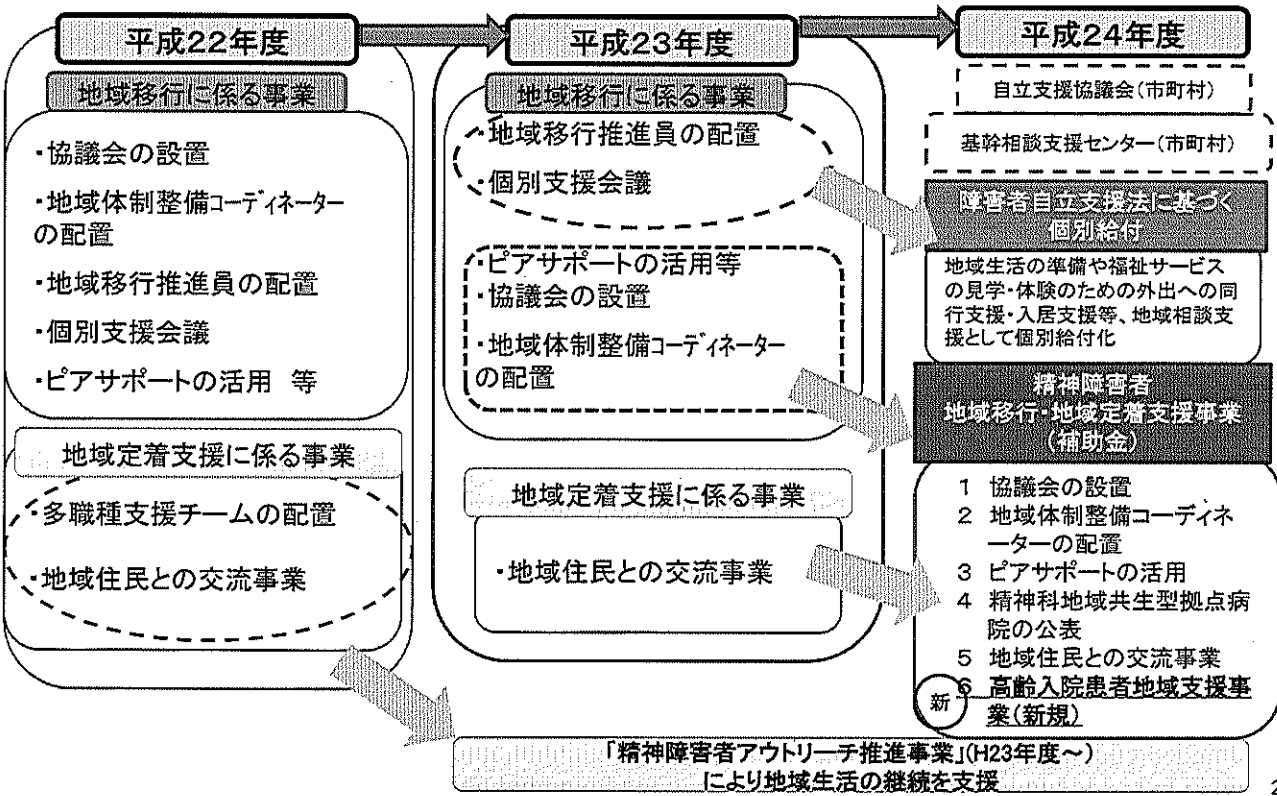 平成22年度
地域移行に係る事業
・協議会の設置
・地域体制整備コーディネーター
の配置
・地域移行推進員の配置
・個別支援会議
・ピアサポートの活用 等
地域定着支援に係る事業
・多職種支援チームの配置
・地域住民との交流事業
平成23年度
地域移行に係る事業
・地域移行推進員の配置
・個別支援会議
・ピアサポートの活用等
・協議会の設置
・地域体制整備コーディネーター
の配置
地域定着支援に係る事業
・地域住民との交流事業
平成24年度
自立支援協議会(市町村)
基幹相談支援センター(市町村)
障害者自立支援法に基づく
個別給付
地域生活の準備や福祉サービス
の見学・体験のための外出への同
行支援・入居支援等、地域相談支
援として個別給付化
精神障害者
地域移行・地域定着支援事業
(補助金)
1 協議会の設置
2 地域体制整備コーディネ
ーターの配置
3 ピアサポートの活用
4 精神科地域共生型拠点病
院の公表
5 地域住民との交流事業
6 高齢入院患者地域支援事
業(新規)
新
「精神障害者アウトリーチ推進事業」(H23年度～)
により地域生活の継続を支援
2